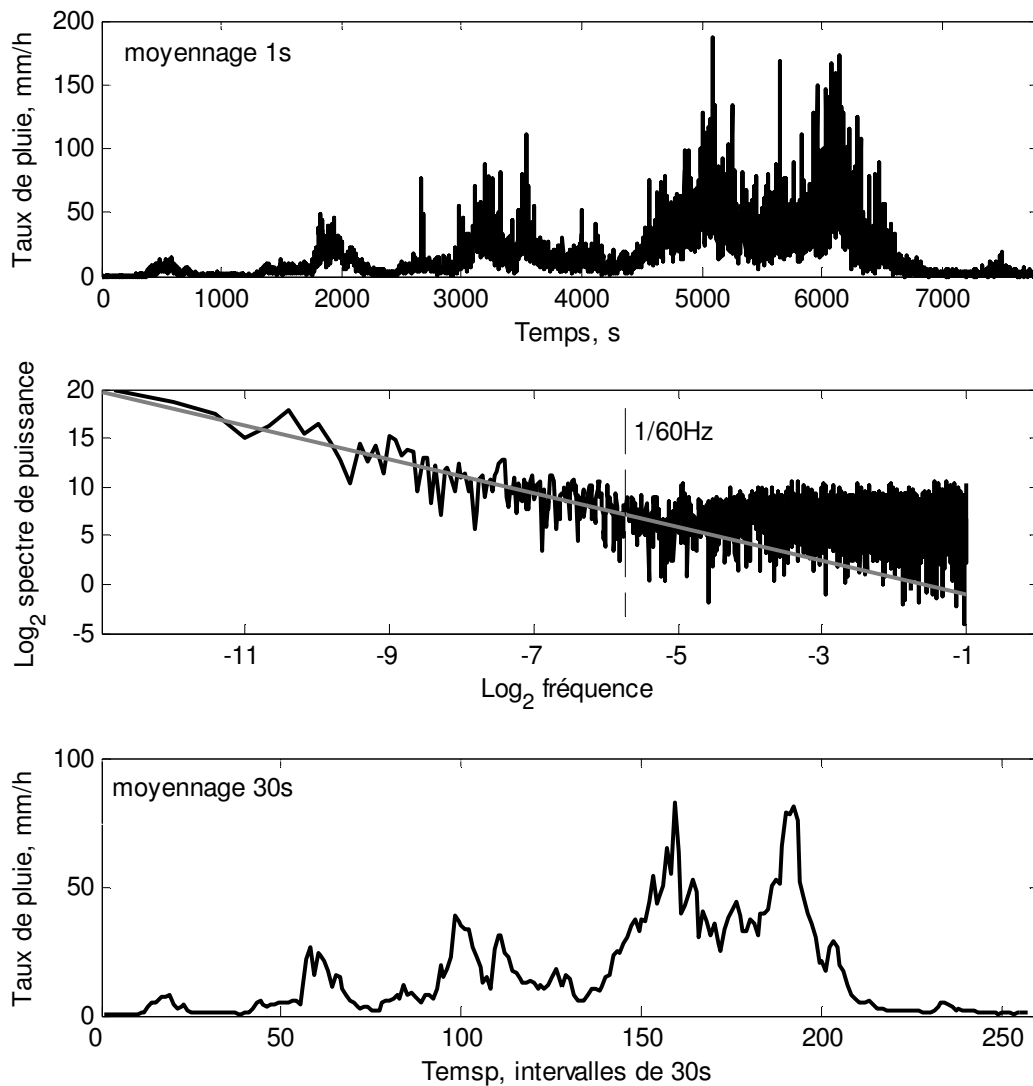 200
150
100
50
0
Taux de pluie, mm/h
moyennage 1s
0 1000 2000 3000 4000 5000 6000 7000
Temps, s
20
15
10
5
0
-5
Log2 spectre de puissance
1/60Hz
-11 -9 -7 -5 -3 -1
Log2 fréquence
100
50
0
Taux de pluie, mm/h
moyennage 30s
0 50 100 150 200 250
Temsp, intervalles de 30s